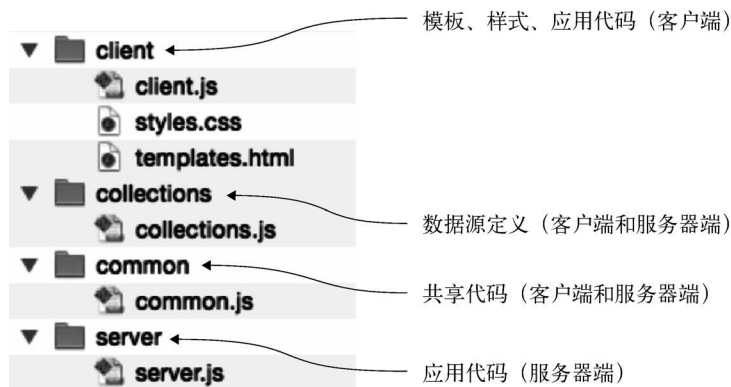 模板、样式、应用代码（客户端）
client
client.js
styles.css
templates.html
collections
数据源定义（客户端和服务器端）
collections.js
common
共享代码（客户端和服务器端）
common.js
server
应用代码（服务器端）
server.js